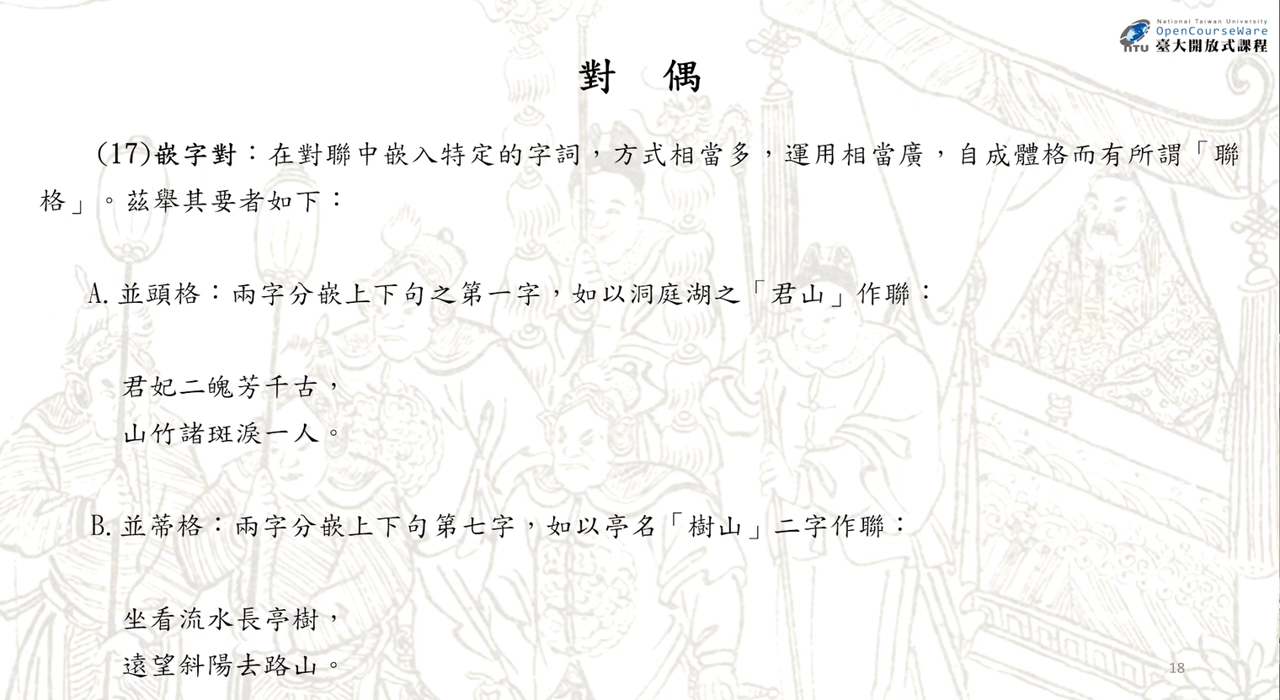 National Taiwan University
OpenCourseWare
NTU 臺大開放式課程
對 偶
(17)嵌字對：在對聯中嵌入特定的字詞，方式相當多，運用相當廣，自成體格而有所謂「聯
格」。茲舉其要者如下：
A.並頭格：兩字分嵌上下句之第一字，如以洞庭湖之「君山」作聯：
君妃二魄芳千古，
山竹諸斑淚一人。
B.並蒂格：兩字分嵌上下句第七字，如以亭名「樹山」二字作聯：
坐看流水長亭樹，
遠望斜陽去路山。
18